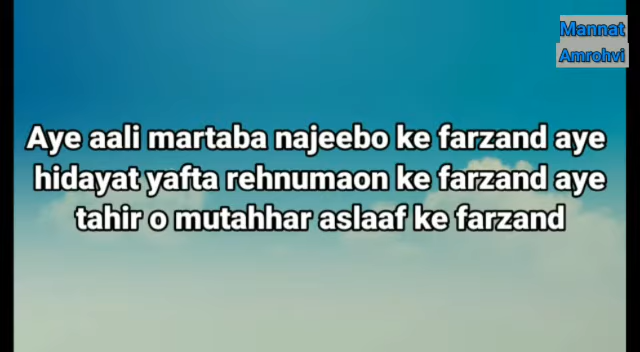 Mannat
Amrohvi
Aye aali martaba najeebo ke farzand aye
hidayat yafta rehnumaon ke farzand aye
tahir o mutahhar aslaaf ke farzand